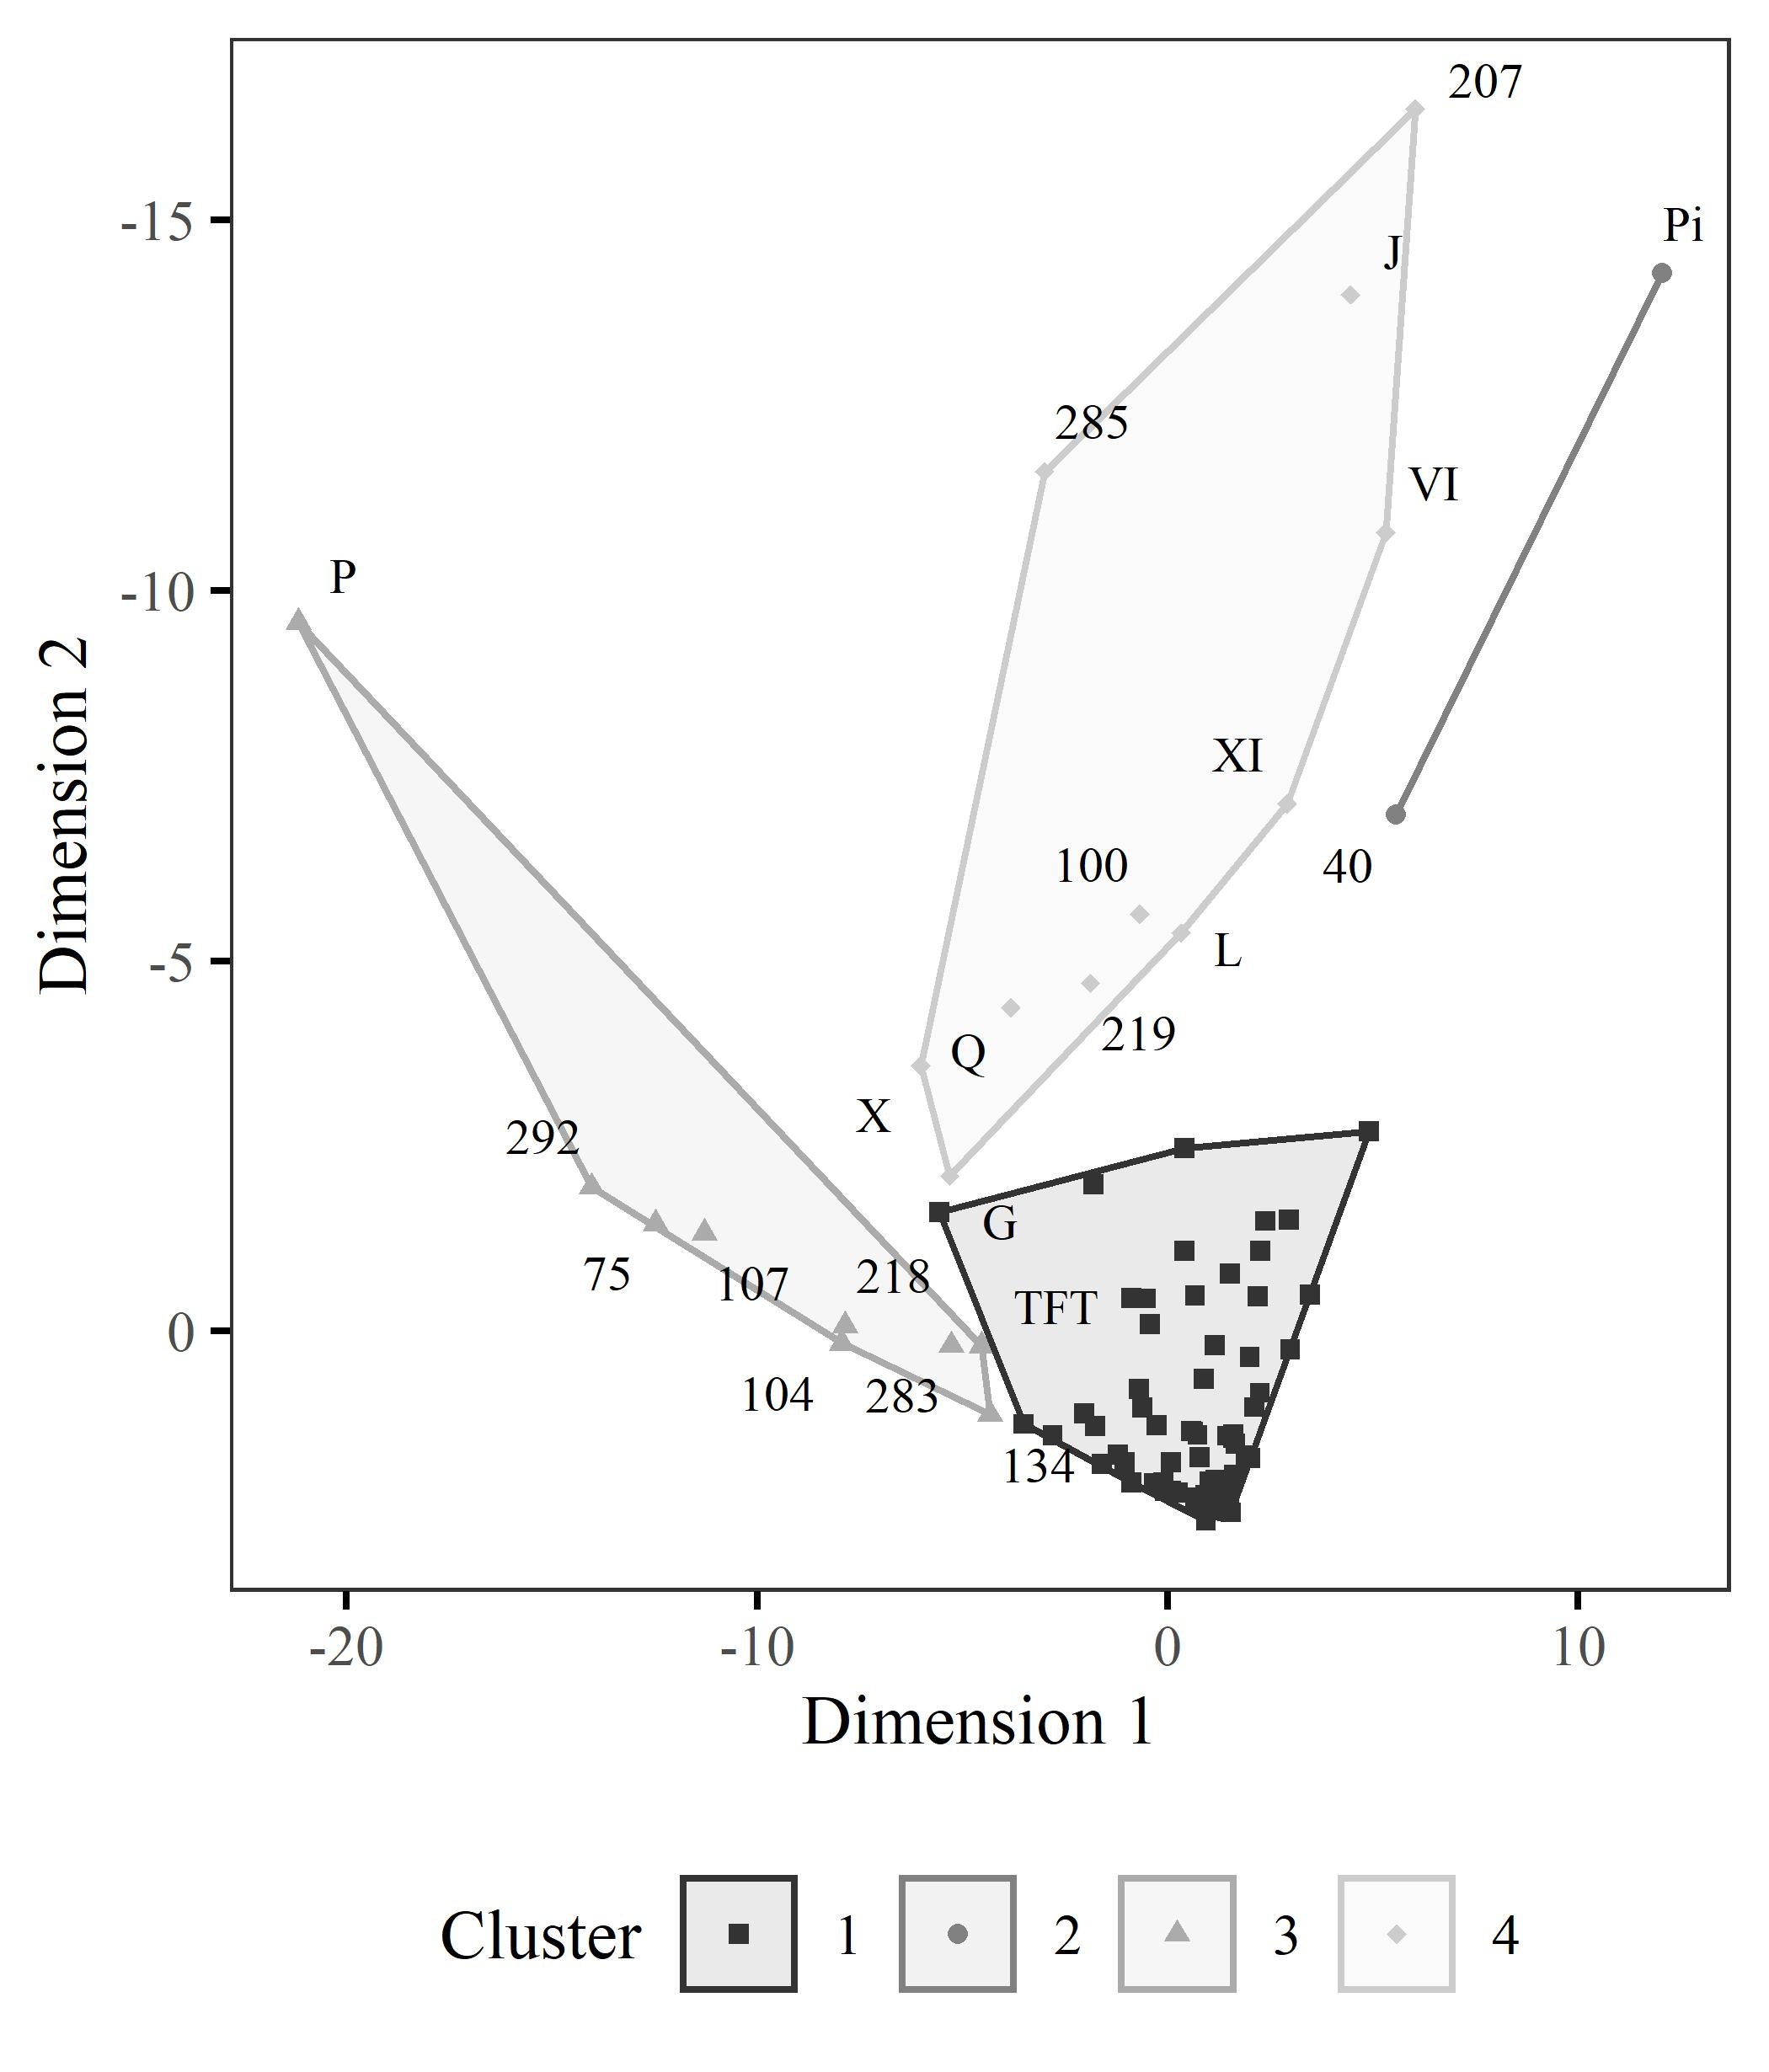 207
-15
Pi
J
285
VI
-10
P
XI
100
40
L
-5
219
Q
X
292
G
75
107
218
TFT
0
104
283
134
-20 -10 0 10
Dimension 2
Dimension 1
Cluster 1 2 3 4